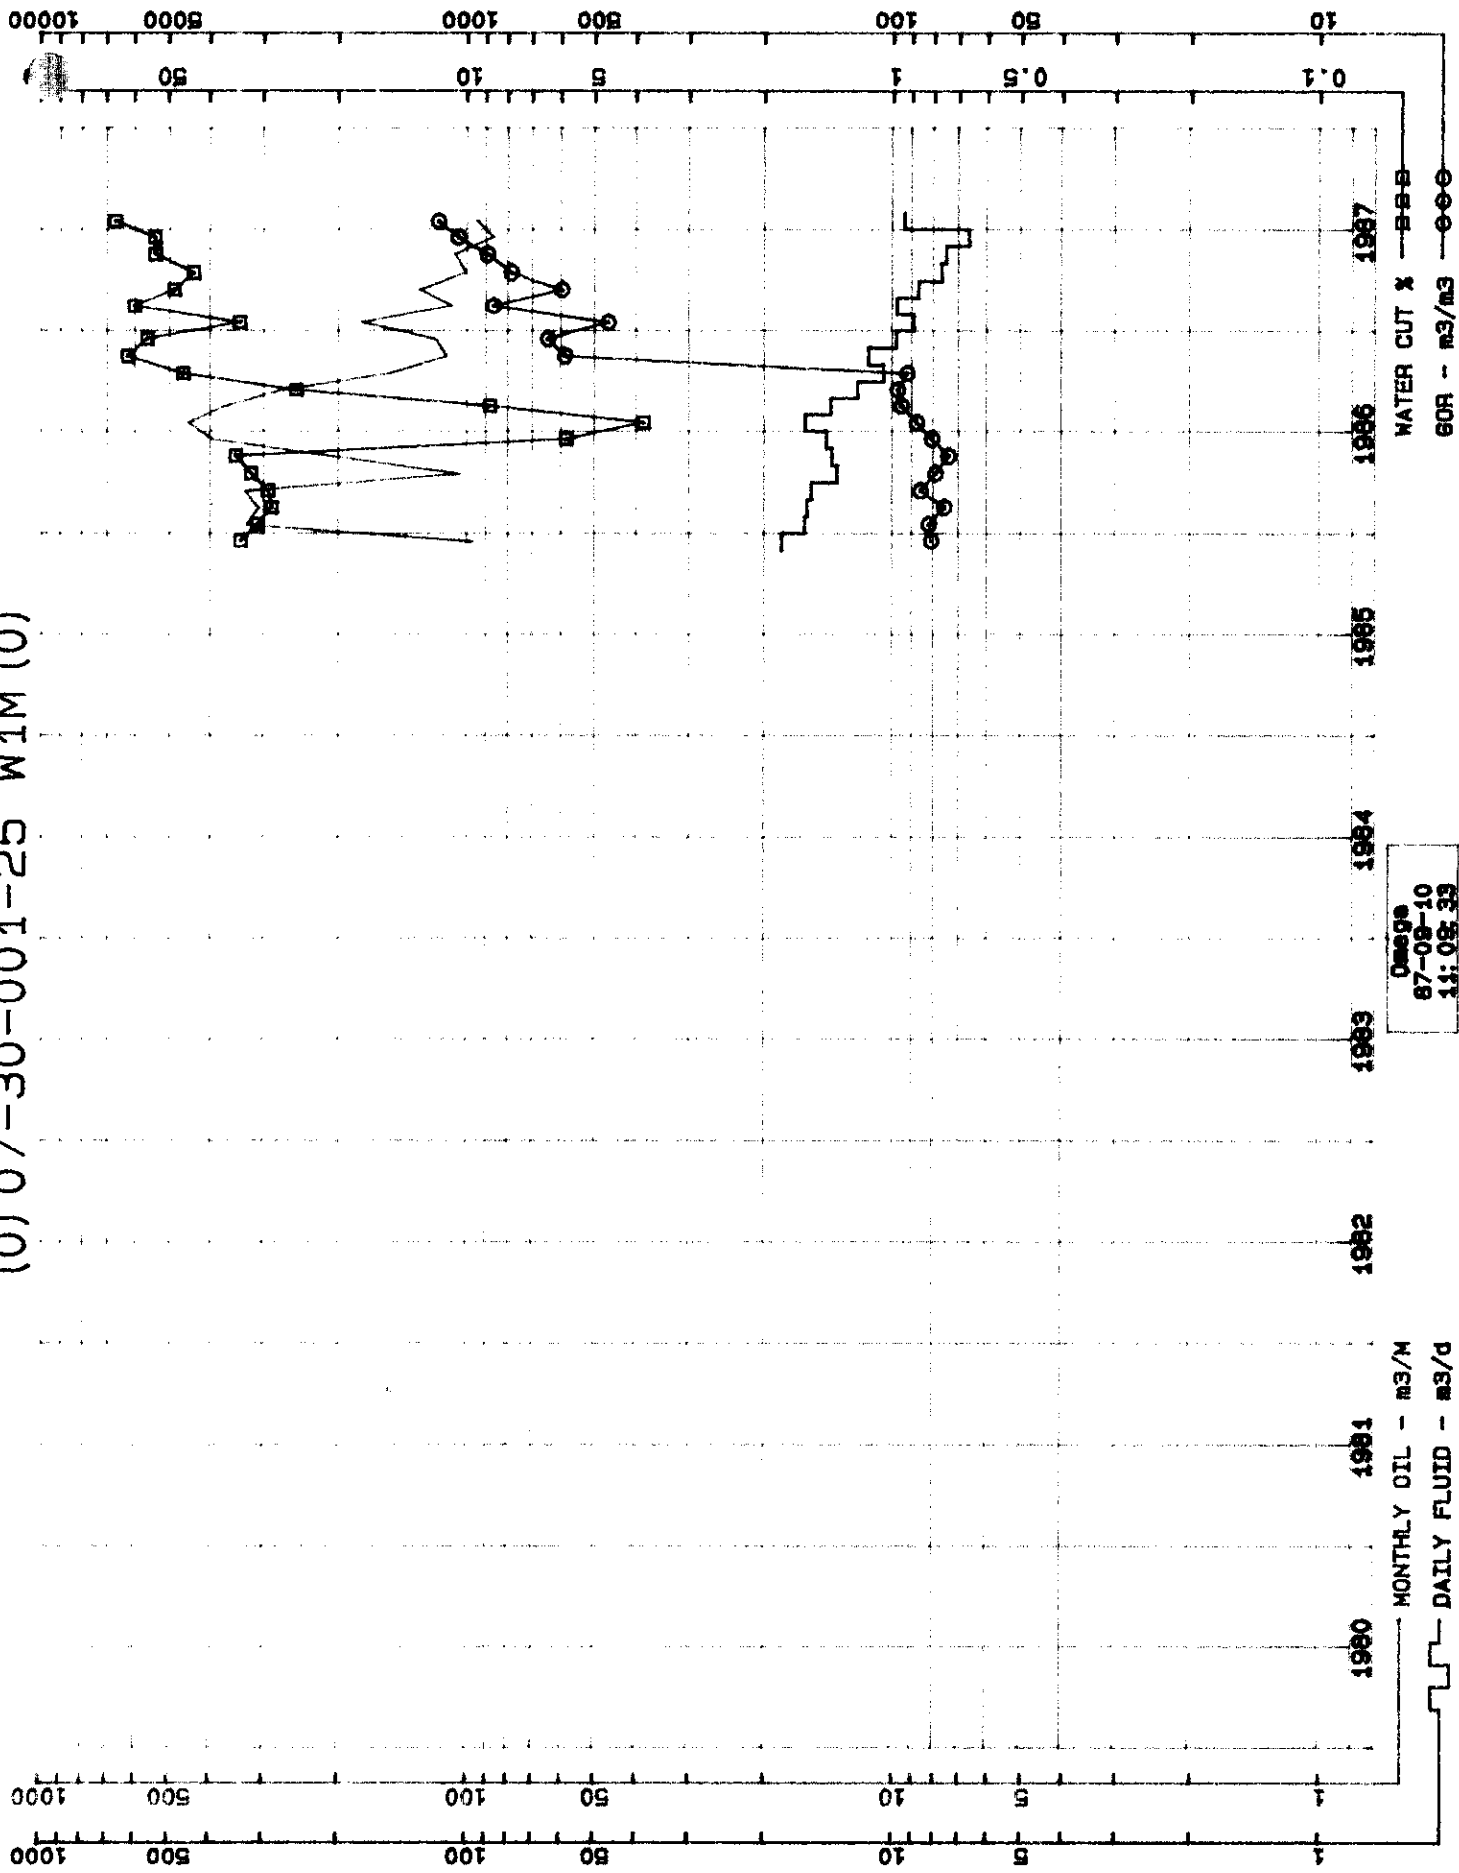 (0) 07-30-001-25 W1M (0)
1000 500 100 50 10 5 1
1000 500 100 50 10 5 1
50 10 5 1 0.5 0.1
10000 5000 1000 500 100 50 10
1980 1981 1982 1983 1984 1985 1986 1987
MONTHLY OIL - m3/M
DAILY FLUID - m3/d
Omega
87-09-10
11:09:33
WATER CUT %
GOR - m3/m3